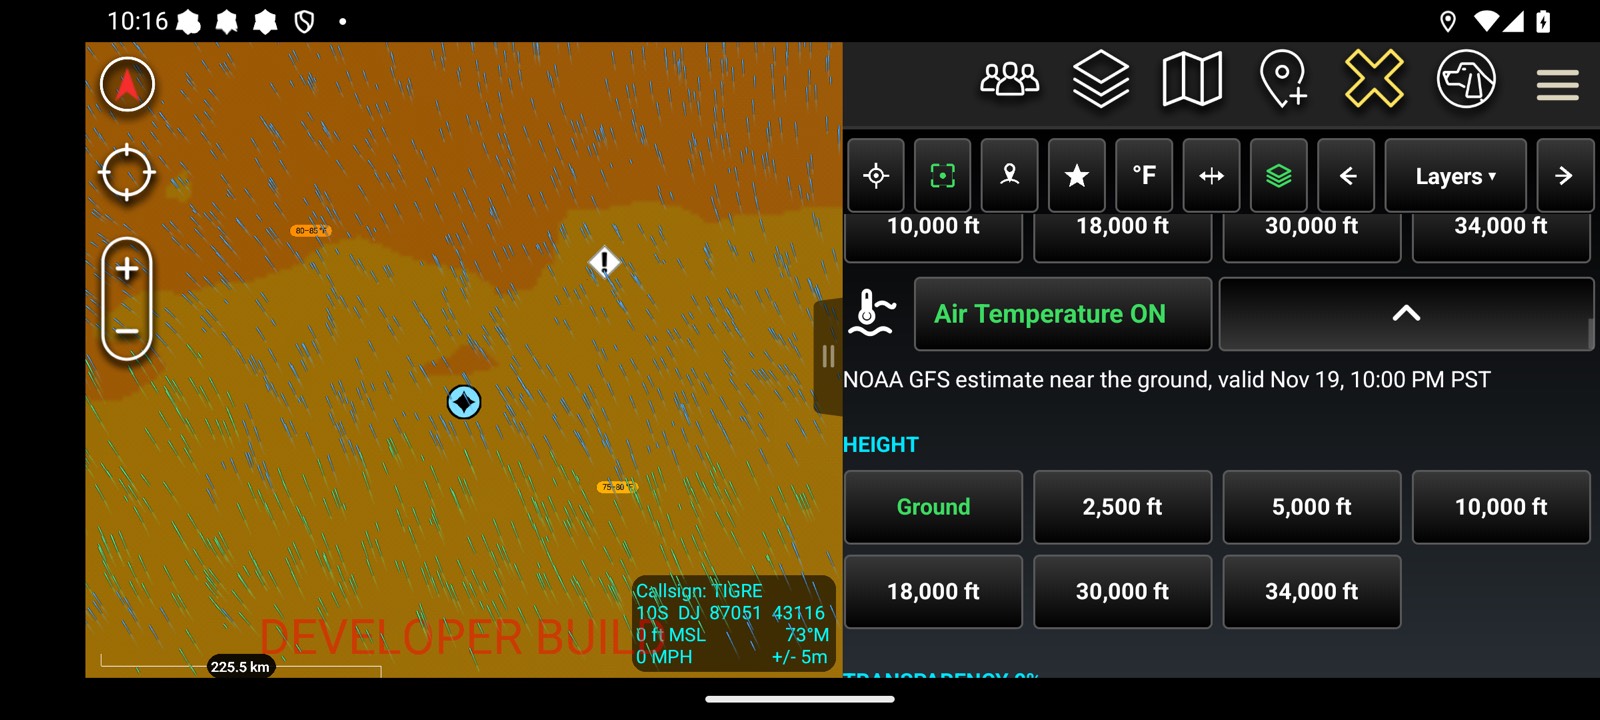 10:16
°F
Layers ▾
10,000 ft
18,000 ft
30,000 ft
34,000 ft
Air Temperature ON
NOAA GFS estimate near the ground, valid Nov 19, 10:00 PM PST
HEIGHT
Ground
2,500 ft
5,000 ft
10,000 ft
18,000 ft
30,000 ft
34,000 ft
TRANSPARENCY 0%
80–85 °F
75–80 °F
Callsign: TIGRE
10S DJ 87051 43116
0 ft MSL 73°M
0 MPH +/- 5m
DEVELOPER BUILD
225.5 km